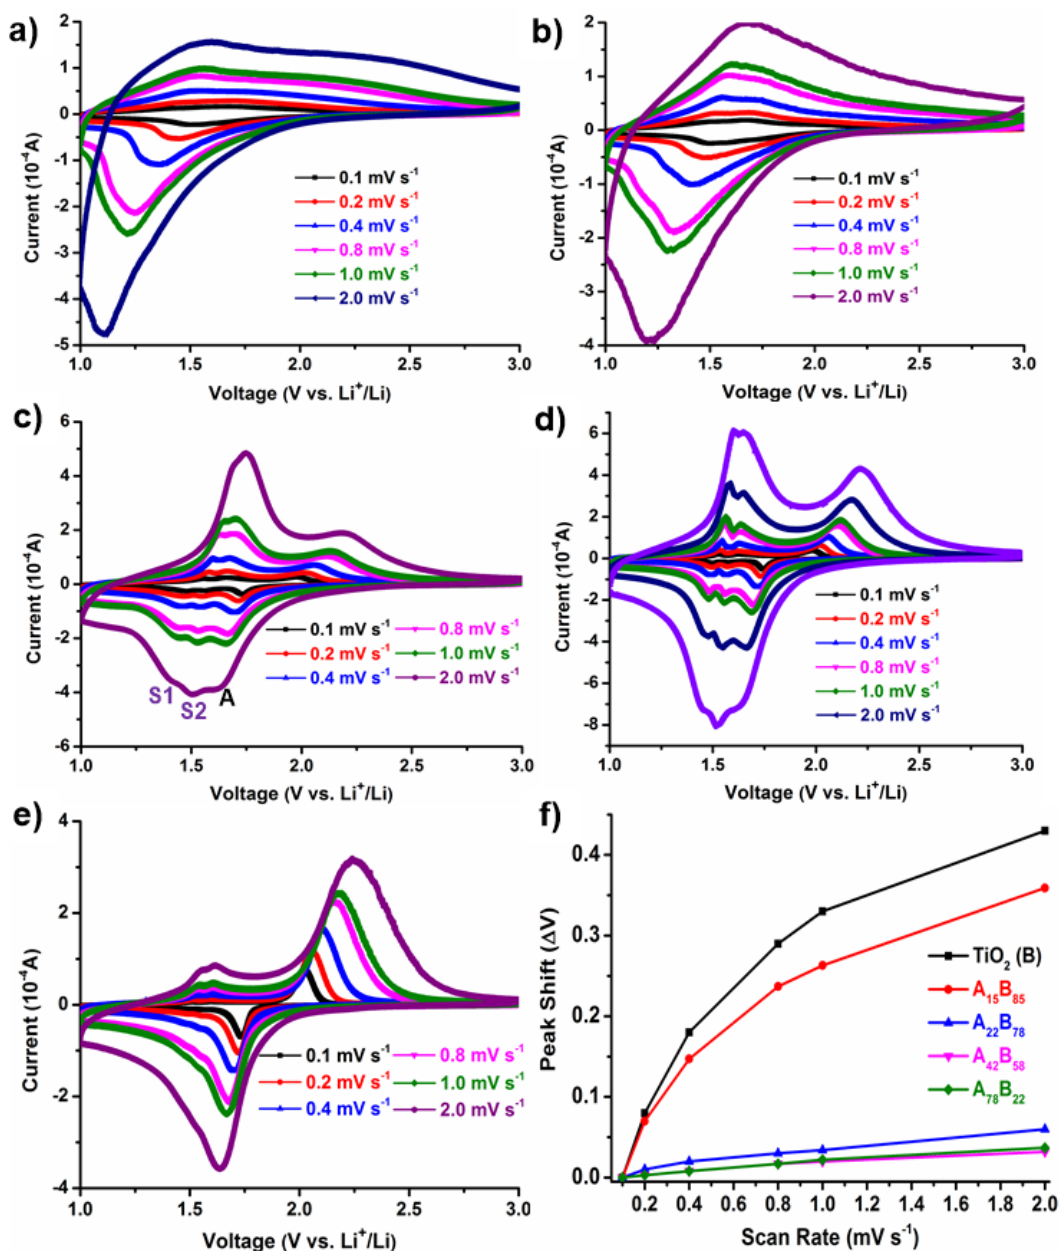 a)
2
1
0
-1
-2
-3
-4
-5
Current (10⁻⁴A)
0.1 mV s⁻¹
0.2 mV s⁻¹
0.4 mV s⁻¹
0.8 mV s⁻¹
1.0 mV s⁻¹
2.0 mV s⁻¹
1.0 1.5 2.0 2.5 3.0
Voltage (V vs. Li⁺/Li)
b)
2
1
0
-1
-2
-3
-4
Current (10⁻⁴A)
0.1 mV s⁻¹
0.2 mV s⁻¹
0.4 mV s⁻¹
0.8 mV s⁻¹
1.0 mV s⁻¹
2.0 mV s⁻¹
1.0 1.5 2.0 2.5 3.0
Voltage (V vs. Li⁺/Li)
c)
6
4
2
0
-2
-4
-6
Current (10⁻⁴A)
S1
S2
A
0.1 mV s⁻¹
0.2 mV s⁻¹
0.4 mV s⁻¹
0.8 mV s⁻¹
1.0 mV s⁻¹
2.0 mV s⁻¹
1.0 1.5 2.0 2.5 3.0
Voltage (V vs. Li⁺/Li)
d)
6
4
2
0
-2
-4
-6
-8
Current (10⁻⁴A)
0.1 mV s⁻¹
0.2 mV s⁻¹
0.4 mV s⁻¹
0.8 mV s⁻¹
1.0 mV s⁻¹
2.0 mV s⁻¹
1.0 1.5 2.0 2.5 3.0
Voltage (V vs. Li⁺/Li)
e)
4
2
0
-2
-4
Current (10⁻⁴A)
0.1 mV s⁻¹
0.2 mV s⁻¹
0.4 mV s⁻¹
0.8 mV s⁻¹
1.0 mV s⁻¹
2.0 mV s⁻¹
1.0 1.5 2.0 2.5 3.0
Voltage (V vs. Li⁺/Li)
f)
0.4
0.3
0.2
0.1
0.0
Peak Shift (ΔV)
TiO₂ (B)
A₁₅B₈₅
A₂₂B₇₈
A₄₂B₅₈
A₇₈B₂₂
0.2 0.4 0.6 0.8 1.0 1.2 1.4 1.6 1.8 2.0
Scan Rate (mV s⁻¹)